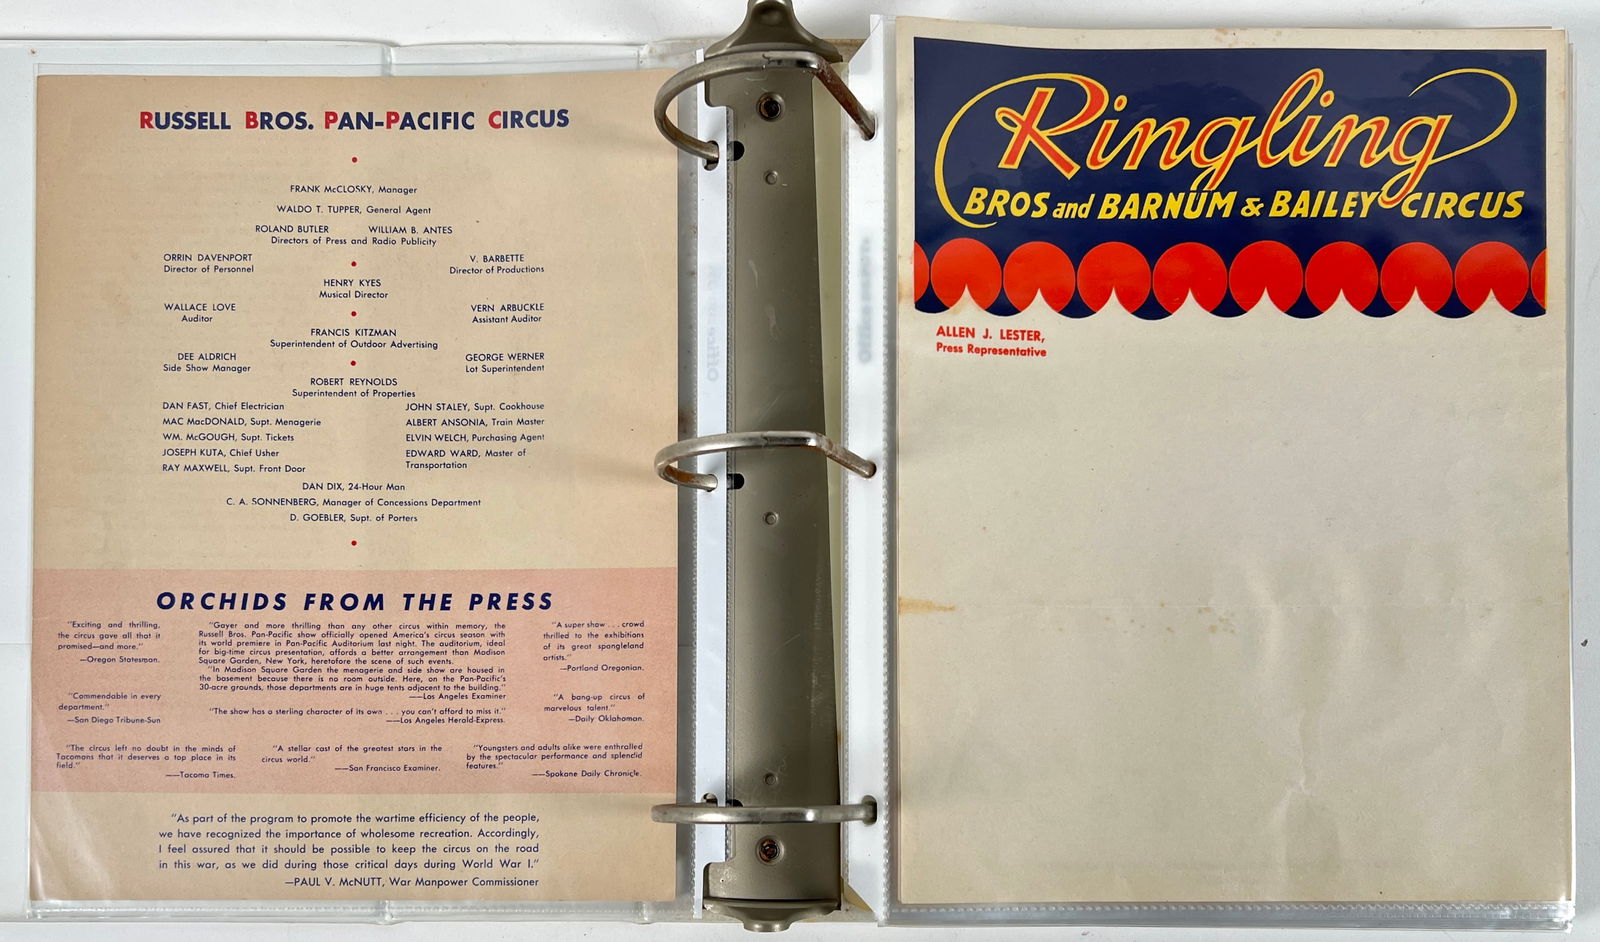 RUSSELL BROS. PAN-PACIFIC CIRCUS
FRANK McCLOSKY, Manager
WALDO T. TUPPER, General Agent
ROLAND BUTLER WILLIAM B. ANTES
Directors of Press and Radio Publicity
ORRIN DAVENPORT
Director of Personnel
V. BARBETTE
Director of Productions
HENRY KYES
Musical Director
WALLACE LOVE
Auditor
VERN ARBUCKLE
Assistant Auditor
FRANCIS KITZMAN
Superintendent of Outdoor Advertising
DEE ALDRICH
Side Show Manager
GEORGE WERNER
Lot Superintendent
ROBERT REYNOLDS
Superintendent of Properties
DAN FAST, Chief Electrician
MAC MacDONALD, Supt. Menagerie
WM. McGOUGH, Supt. Tickets
JOSEPH KUTA, Chief Usher
RAY MAXWELL, Supt. Front Door
JOHN STALEY, Supt. Cookhouse
ALBERT ANSONIA, Train Master
ELVIN WELCH, Purchasing Agent
EDWARD WARD, Master of
Transportation
DAN DIX, 24-Hour Man
C. A. SONNENBERG, Manager of Concessions Department
D. GOEBLER, Supt. of Porters
ORCHIDS FROM THE PRESS
"Exciting and thrilling,
the circus gave all that it
promised—and more."
—Oregon Statesman.
"Commendable in every
department."
—San Diego Tribune-Sun
"Gayer and more thrilling than any other circus within memory, the
Russell Bros. Pan-Pacific show officially opened America's circus season with
its world premiere in Pan-Pacific Auditorium last night. The auditorium, ideal
for big-time circus presentation, affords a better arrangement than Madison
Square Garden, New York, heretofore the scene of such events.
"In Madison Square Garden the menagerie and side show are housed in
the basement because there is no room outside. Here, on the Pan-Pacific's
30-acre grounds, those departments are in huge tents adjacent to the building."
——Los Angeles Examiner
"The show has a sterling character of its own . . . you can't afford to miss it."
——Los Angeles Herald-Express.
"A super show . . . crowd
thrilled to the exhibitions
of its great spangleland
artists."
—Portland Oregonian.
"A bang-up circus of
marvelous talent."
—Daily Oklahoman.
"The circus left no doubt in the minds of
Tacomans that it deserves a top place in its
field."
——Tacoma Times.
"A stellar cast of the greatest stars in the
circus world."
——San Francisco Examiner.
"Youngsters and adults alike were enthralled
by the spectacular performance and splendid
features."
——Spokane Daily Chronicle.
"As part of the program to promote the wartime efficiency of the people,
we have recognized the importance of wholesome recreation. Accordingly,
I feel assured that it should be possible to keep the circus on the road
in this war, as we did during those critical days during World War I."
—PAUL V. McNUTT, War Manpower Commissioner
Ringling
BROS and BARNUM & BAILEY CIRCUS
ALLEN J. LESTER,
Press Representative